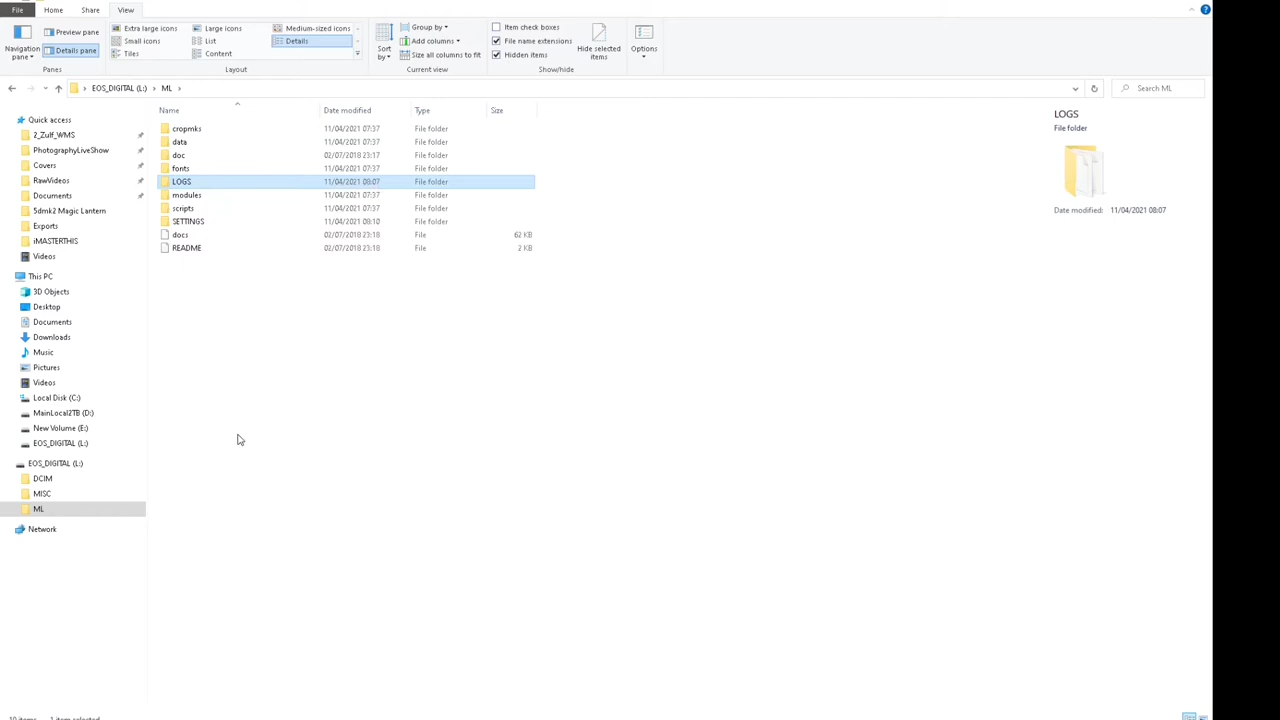 File Home Share View
Navigation pane
Preview pane
Details pane
Panes
Extra large icons Large icons Medium-sized icons
Small icons List Details
Tiles Content
Layout
Sort by
Group by
Add columns
Size all columns to fit
Current view
Item check boxes
File name extensions
Hidden items
Hide selected items
Show/hide
Options
EOS_DIGITAL (L:) ML
Search ML
Name Date modified Type Size
Quick access
2_Zulf_WMS
PhotographyLiveShow
Covers
RawVideos
Documents
5dmk2 Magic Lantern
Exports
iMASTERTHIS
Videos
This PC
3D Objects
Desktop
Documents
Downloads
Music
Pictures
Videos
Local Disk (C:)
MainLocal2TB (D:)
New Volume (E:)
EOS_DIGITAL (L:)
EOS_DIGITAL (L:)
DCIM
MISC
ML
Network
cropmks 11/04/2021 07:37 File folder
data 11/04/2021 07:37 File folder
doc 02/07/2018 23:17 File folder
fonts 11/04/2021 07:37 File folder
LOGS 11/04/2021 08:07 File folder
modules 11/04/2021 07:37 File folder
scripts 11/04/2021 07:37 File folder
SETTINGS 11/04/2021 08:10 File folder
docs 02/07/2018 23:18 File 62 KB
README 02/07/2018 23:18 File 2 KB
LOGS
File folder
Date modified: 11/04/2021 08:07
10 items 1 item selected